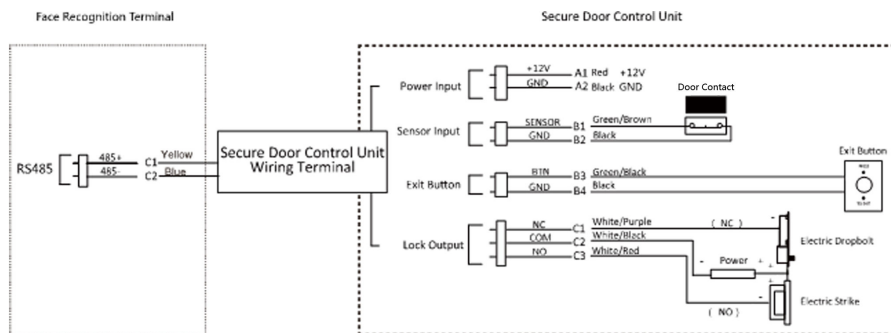 Face Recognition Terminal
Secure Door Control Unit
RS485
485+ C1 Yellow
485- C2 Blue
Secure Door Control Unit
Wiring Terminal
Power Input
+12V A1 Red +12V
GND A2 Black GND
Door Contact
Sensor Input
SENSOR B1 Green/Brown
GND B2 Black
Exit Button
Exit Button
BTN B3 Green/Black
GND B4 Black
Lock Output
NC C1 White/Purple ( NC ) -
COM C2 White/Black
NO C3 White/Red
Electric Dropbolt
- Power + +
+
-
Electric Strike
( NO )